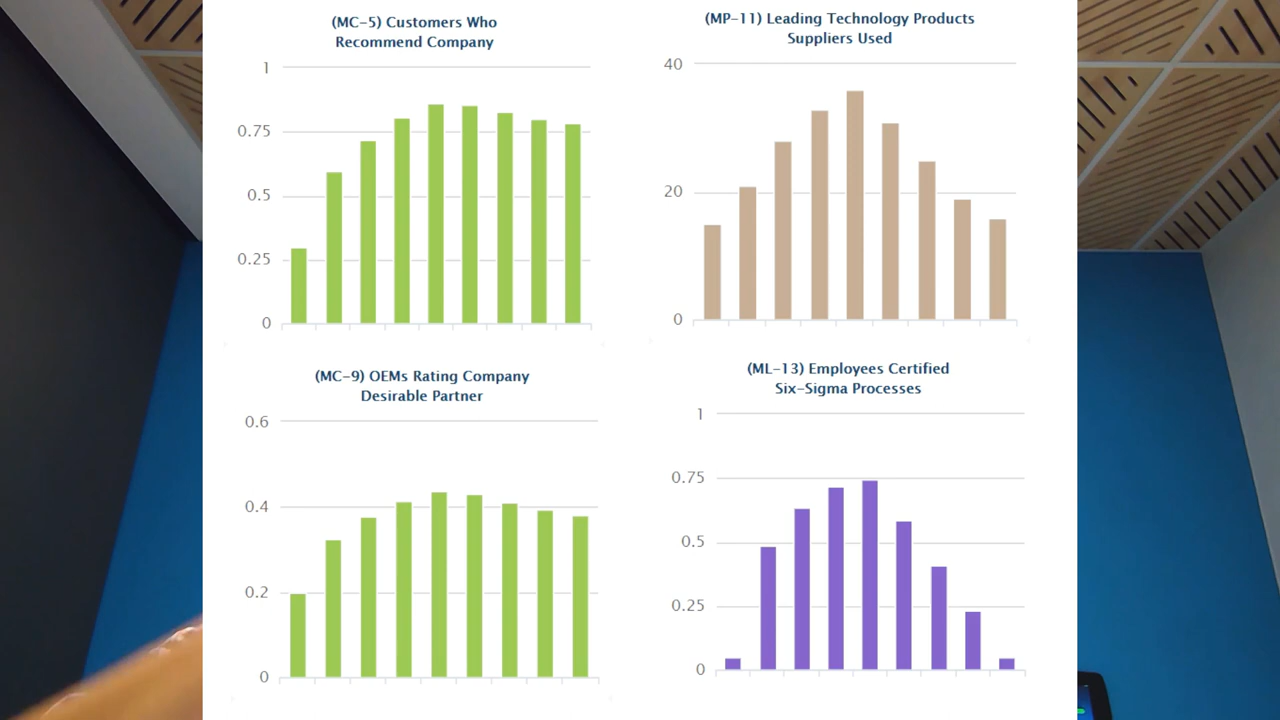 (MC-5) Customers Who
Recommend Company
1
0.75
0.5
0.25
0
(MP-11) Leading Technology Products
Suppliers Used
40
20
0
(MC-9) OEMs Rating Company
Desirable Partner
0.6
0.4
0.2
0
(ML-13) Employees Certified
Six-Sigma Processes
1
0.75
0.5
0.25
0